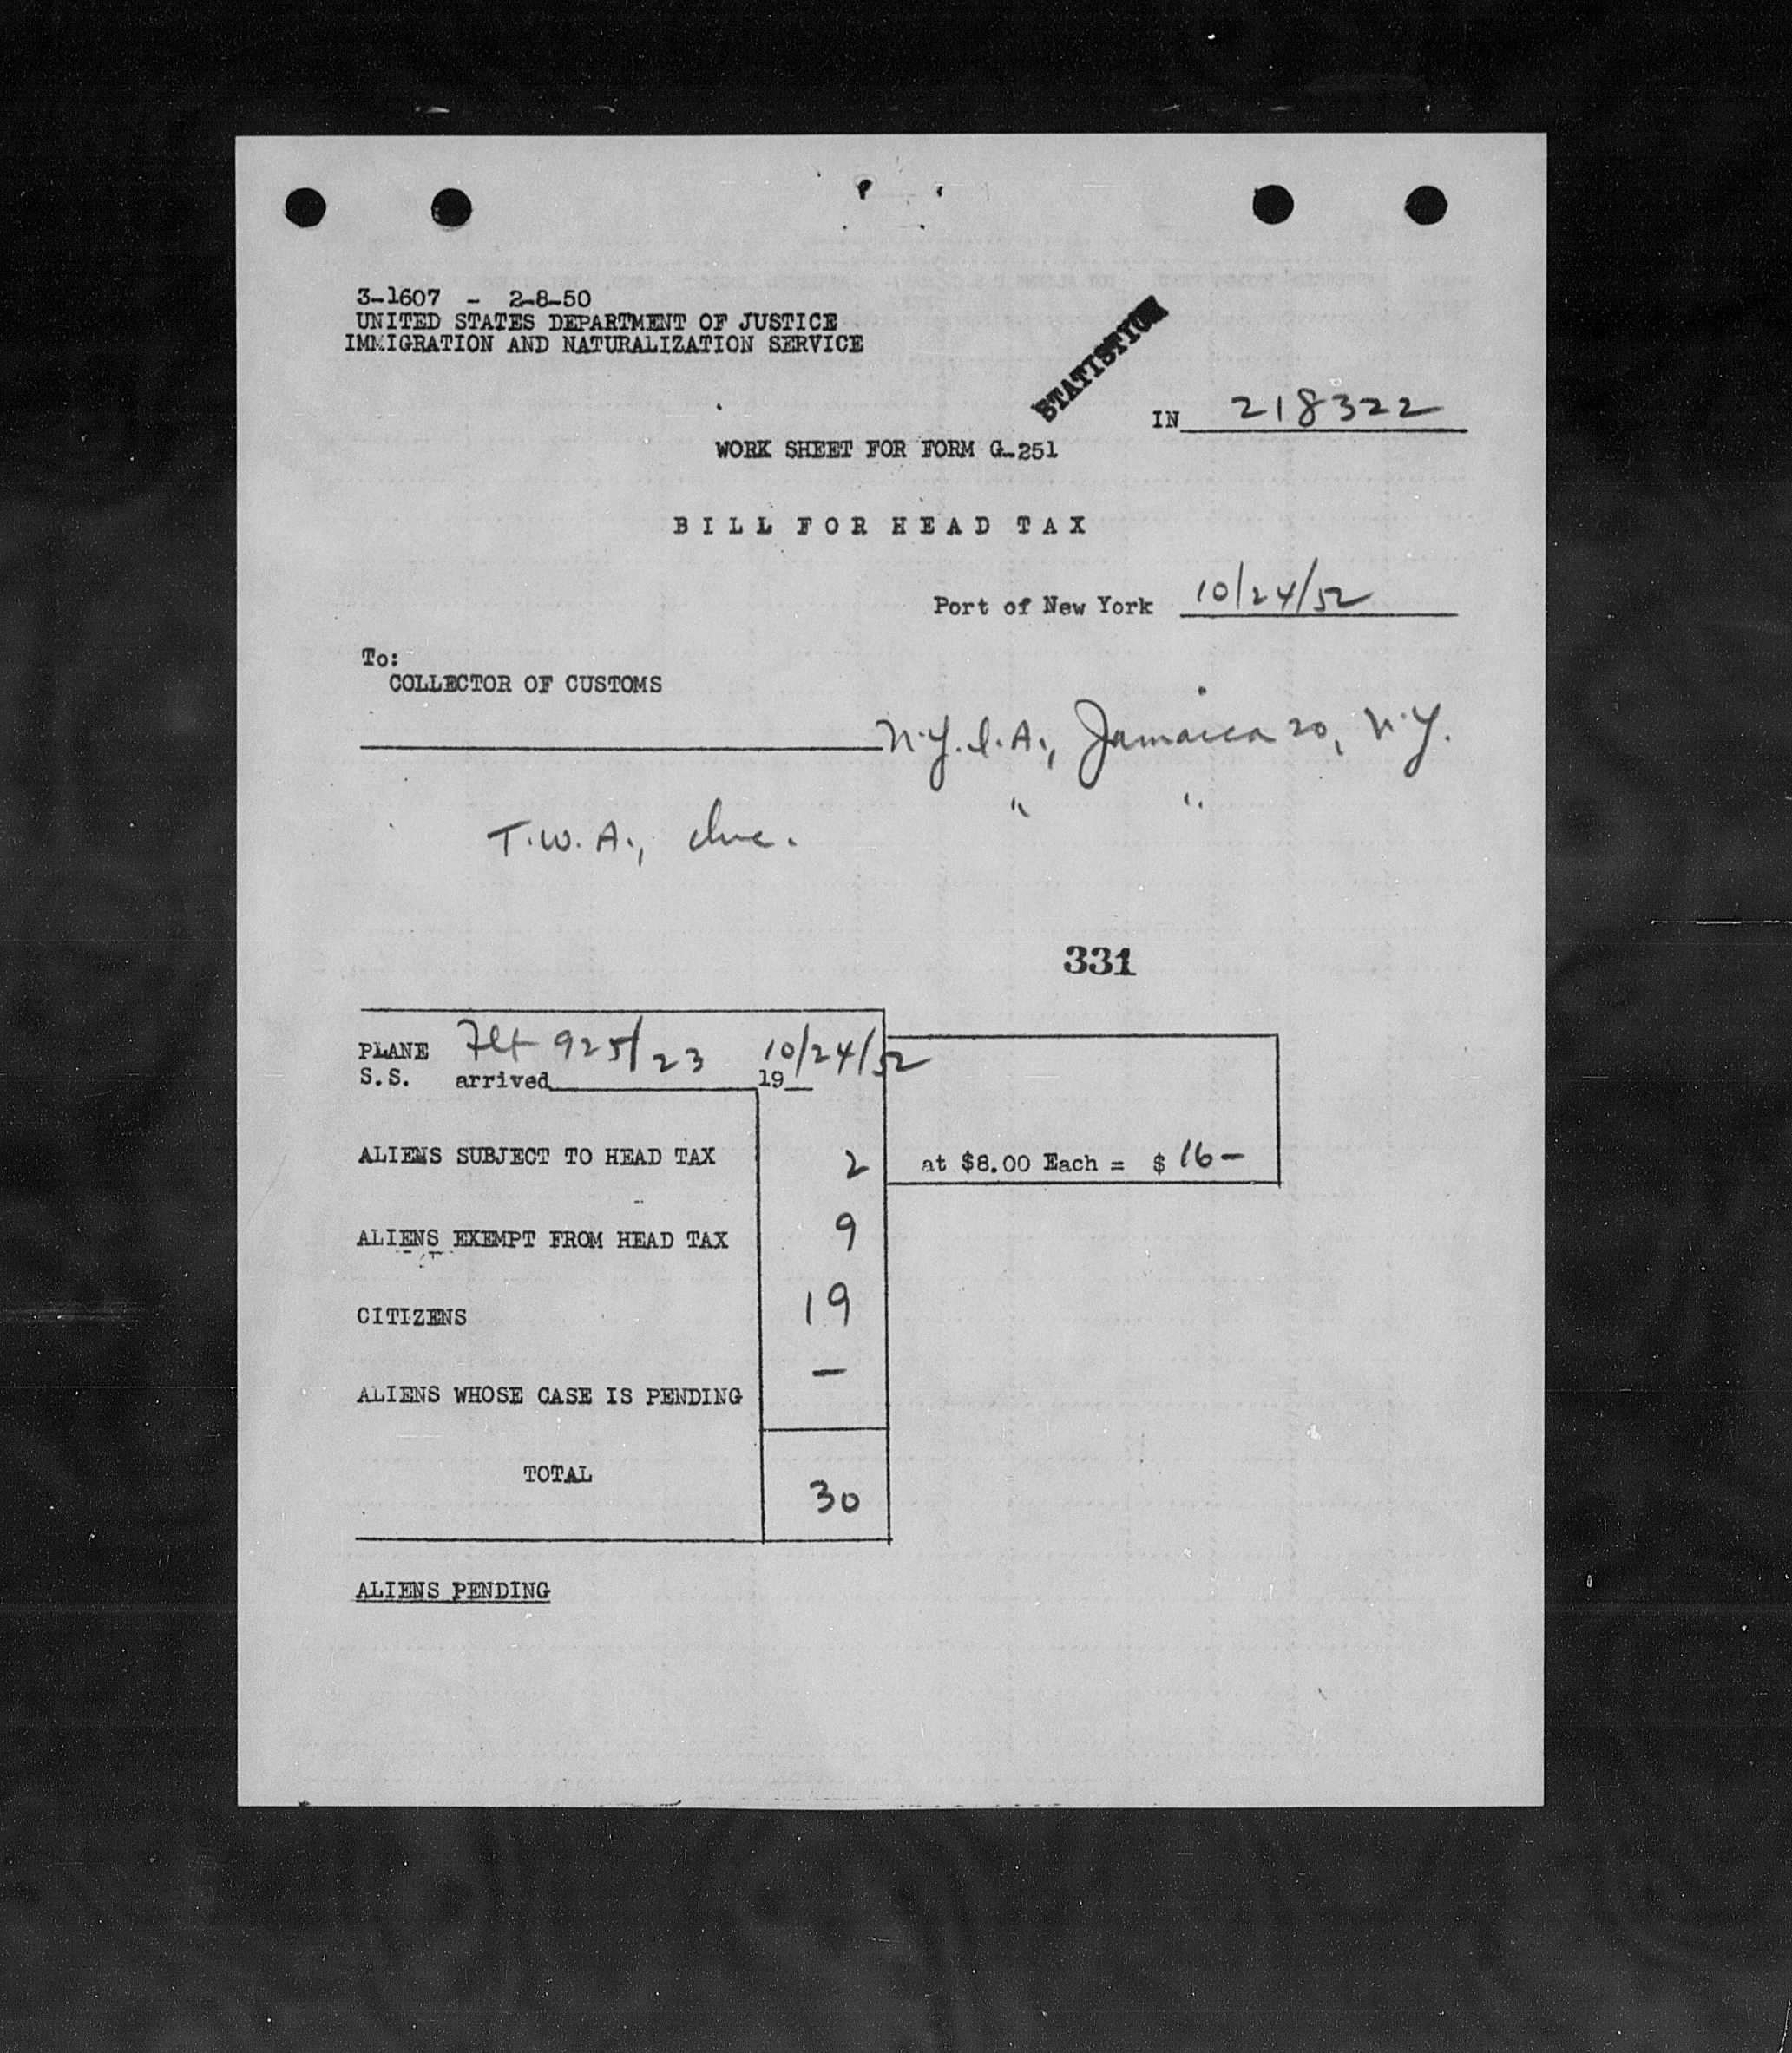 3-1607 - 2-8-50
UNITED STATES DEPARTMENT OF JUSTICE
IMMIGRATION AND NATURALIZATION SERVICE
STATISTICS
IN 218322
WORK SHEET FOR FORM G-251
BILL FOR HEAD TAX
Port of New York 10/24/52
To:
COLLECTOR OF CUSTOMS
N.Y.I.A., Jamaica 20, N.Y.
T.W.A., Inc. " "
331
PLANE Flt 925/23 10/24/52
S.S. arrived 19
ALIENS SUBJECT TO HEAD TAX 2 at $8.00 Each = $ 16-
ALIENS EXEMPT FROM HEAD TAX 9
CITIZENS 19
ALIENS WHOSE CASE IS PENDING -
TOTAL 30
ALIENS PENDING